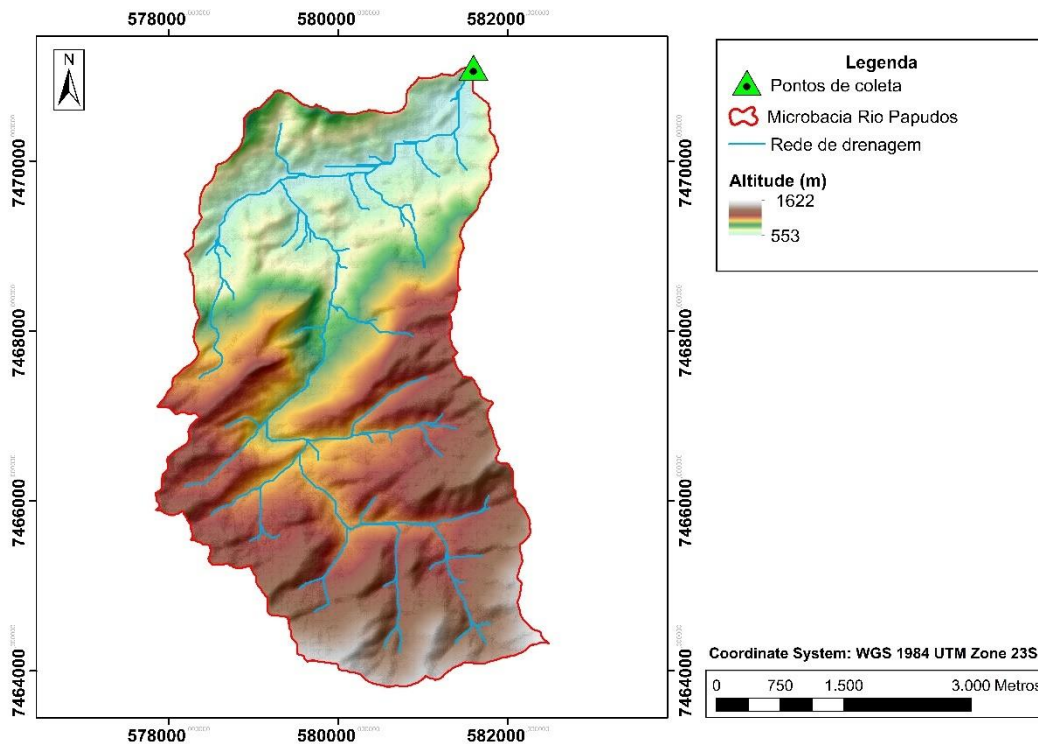 578000 580000 582000
N
7470000 7470000
7468000 7468000
7466000 7466000
7464000 7464000
578000 580000 582000
Legenda
Pontos de coleta
Microbacia Rio Papudos
Rede de drenagem
Altitude (m)
1622
553
Coordinate System: WGS 1984 UTM Zone 23S
0 750 1.500 3.000 Metros